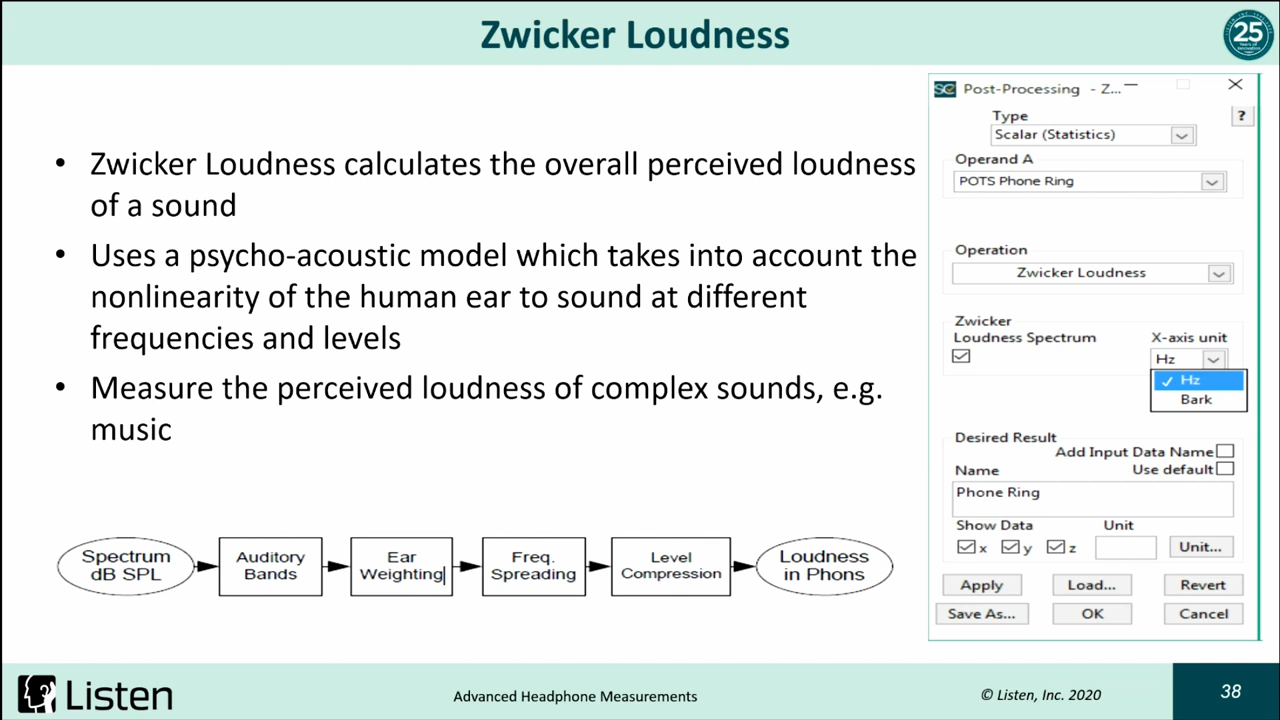 Zwicker Loudness
25
• Zwicker Loudness calculates the overall perceived loudness
of a sound
• Uses a psycho-acoustic model which takes into account the
nonlinearity of the human ear to sound at different
frequencies and levels
• Measure the perceived loudness of complex sounds, e.g.
music
Spectrum
dB SPL
Auditory
Bands
Ear
Weighting
Freq.
Spreading
Level
Compression
Loudness
in Phons
Post-Processing - Z...
?
Type
Scalar (Statistics)
Operand A
POTS Phone Ring
Operation
Zwicker Loudness
Zwicker
Loudness Spectrum
X-axis unit
Hz
Hz
Bark
Desired Result
Add Input Data Name
Name
Use default
Phone Ring
Show Data
Unit
x y z
Unit...
Apply
Load...
Revert
Save As...
OK
Cancel
Listen
Advanced Headphone Measurements
© Listen, Inc. 2020
38